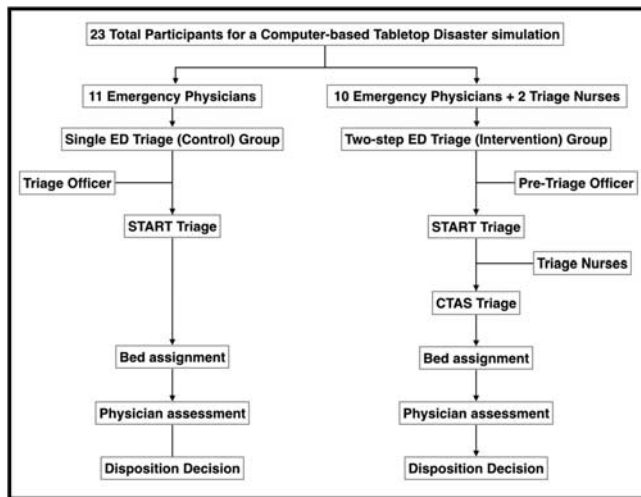 23 Total Participants for a Computer-based Tabletop Disaster simulation
11 Emergency Physicians
10 Emergency Physicians + 2 Triage Nurses
Single ED Triage (Control) Group
Two-step ED Triage (Intervention) Group
Triage Officer
Pre-Triage Officer
START Triage
START Triage
Triage Nurses
CTAS Triage
Bed assignment
Bed assignment
Physician assessment
Physician assessment
Disposition Decision
Disposition Decision